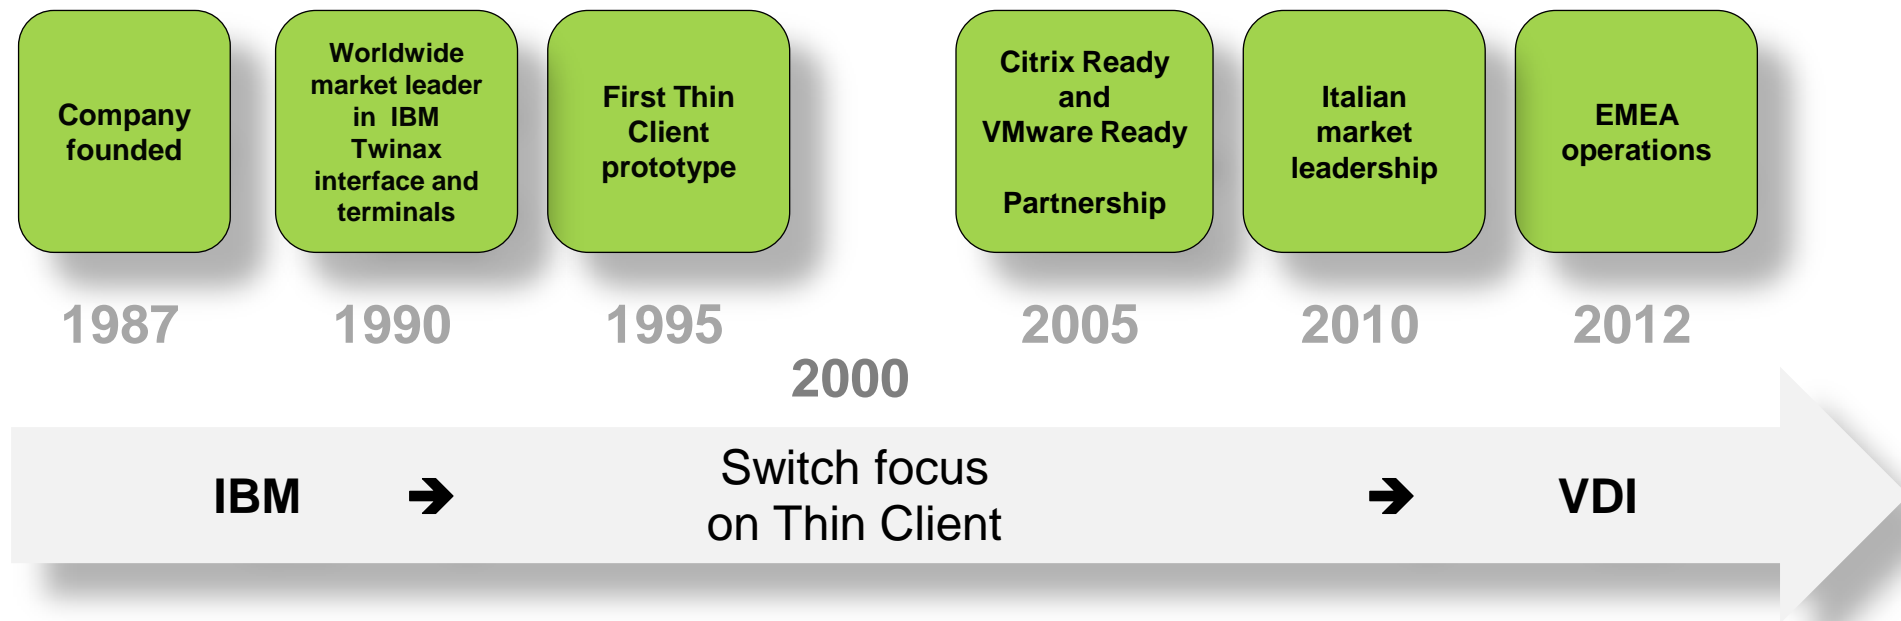 Company
founded
Worldwide
market leader
in IBM
Twinax
interface and
terminals
First Thin
Client
prototype
Citrix Ready
and
VMware Ready
Partnership
Italian
market
leadership
EMEA
operations
1987
1990
1995
2005
2010
2012
2000
IBM ➔ Switch focus
on Thin Client ➔ VDI